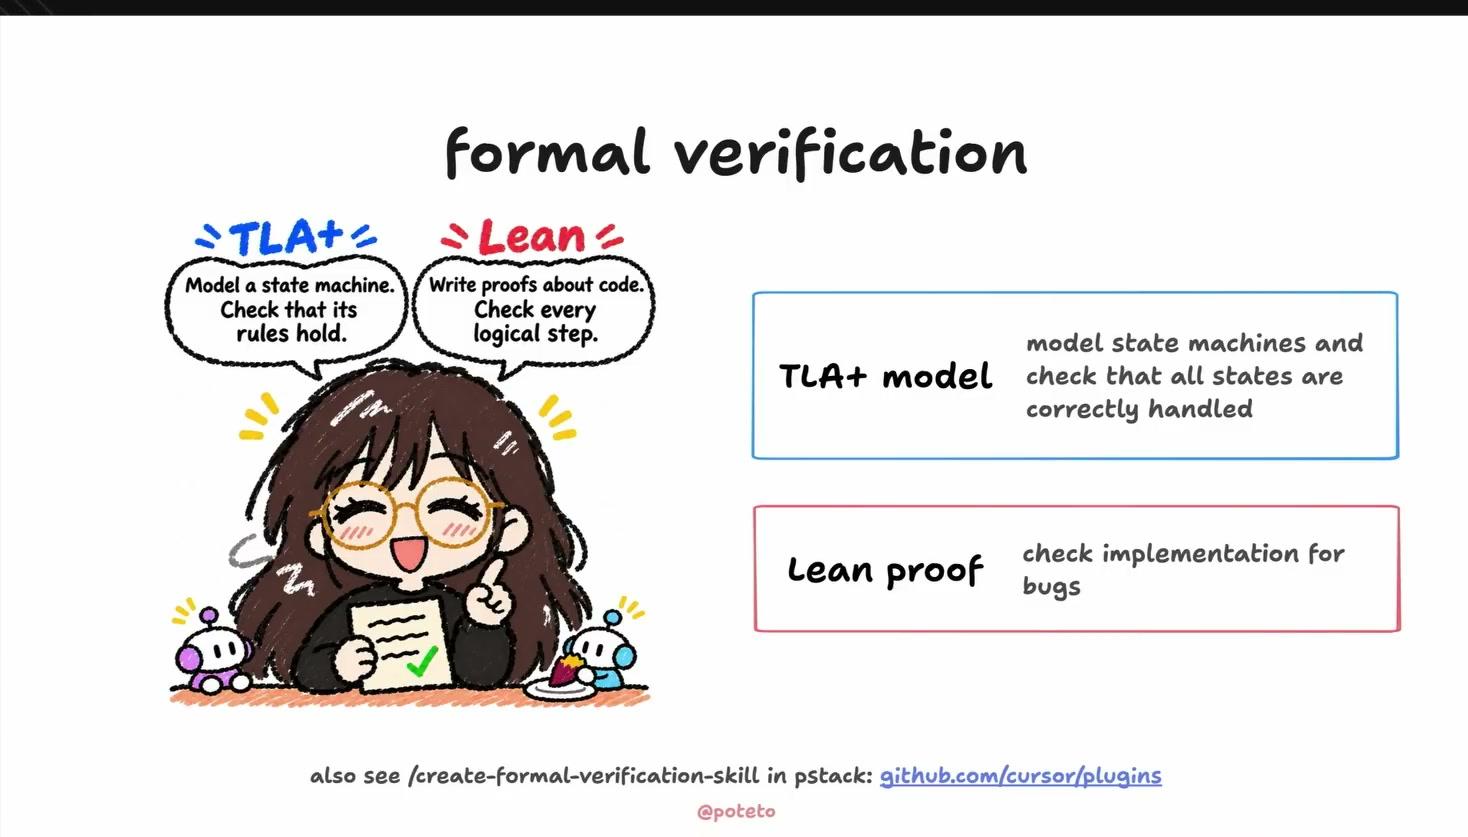 formal verification
TLA+
Model a state machine.
Check that its
rules hold.
Lean
Write proofs about code.
Check every
logical step.
TLA+ model
model state machines and
check that all states are
correctly handled
Lean proof
check implementation for
bugs
also see /create-formal-verification-skill in pstack: github.com/cursor/plugins
@poteto